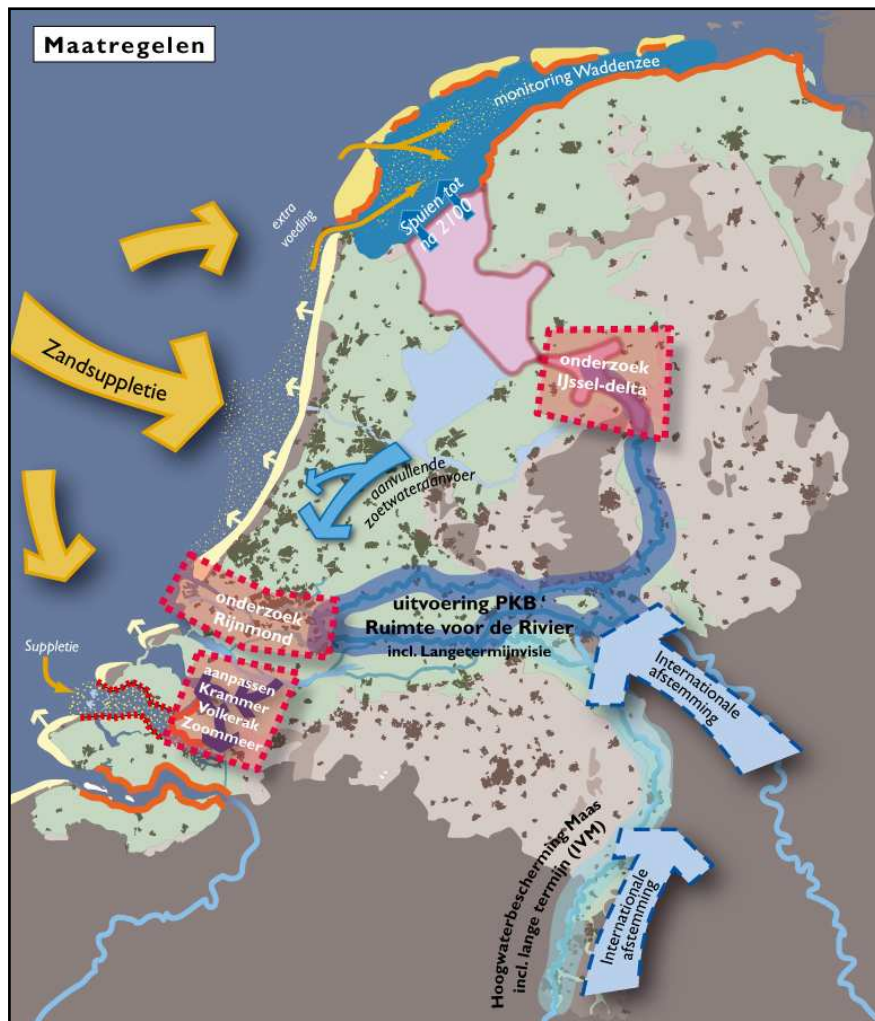 Maatregelen
monitoring Waddenzee
extra
voeding
Spuien tot
na 2100
Zandsuppletie
onderzoek
IJssel-delta
aanvullende
zoetwateraanvoer
onderzoek
Rijnmond
uitvoering PKB '
Ruimte voor de Rivier
incl. Langetermijnvisie
Suppletie
aanpassen
Krammer
Volkerak
Zoommeer
Internationale
afstemming
Hoogwaterbescherming Maas
incl. lange termijn (IVM)
Internationale
afstemming